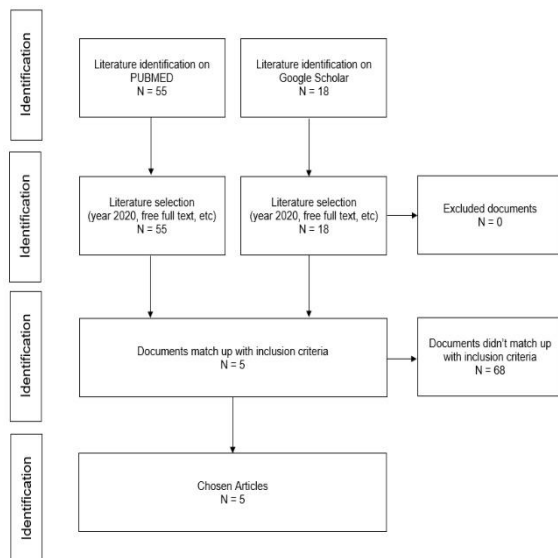 Identification
Literature identification on
PUBMED
N = 55
Literature identification on
Google Scholar
N = 18
Identification
Literature selection
(year 2020, free full text, etc)
N = 55
Literature selection
(year 2020, free full text, etc)
N = 18
Excluded documents
N = 0
Identification
Documents match up with inclusion criteria
N = 5
Documents didn't match up
with inclusion criteria
N = 68
Identification
Chosen Articles
N = 5